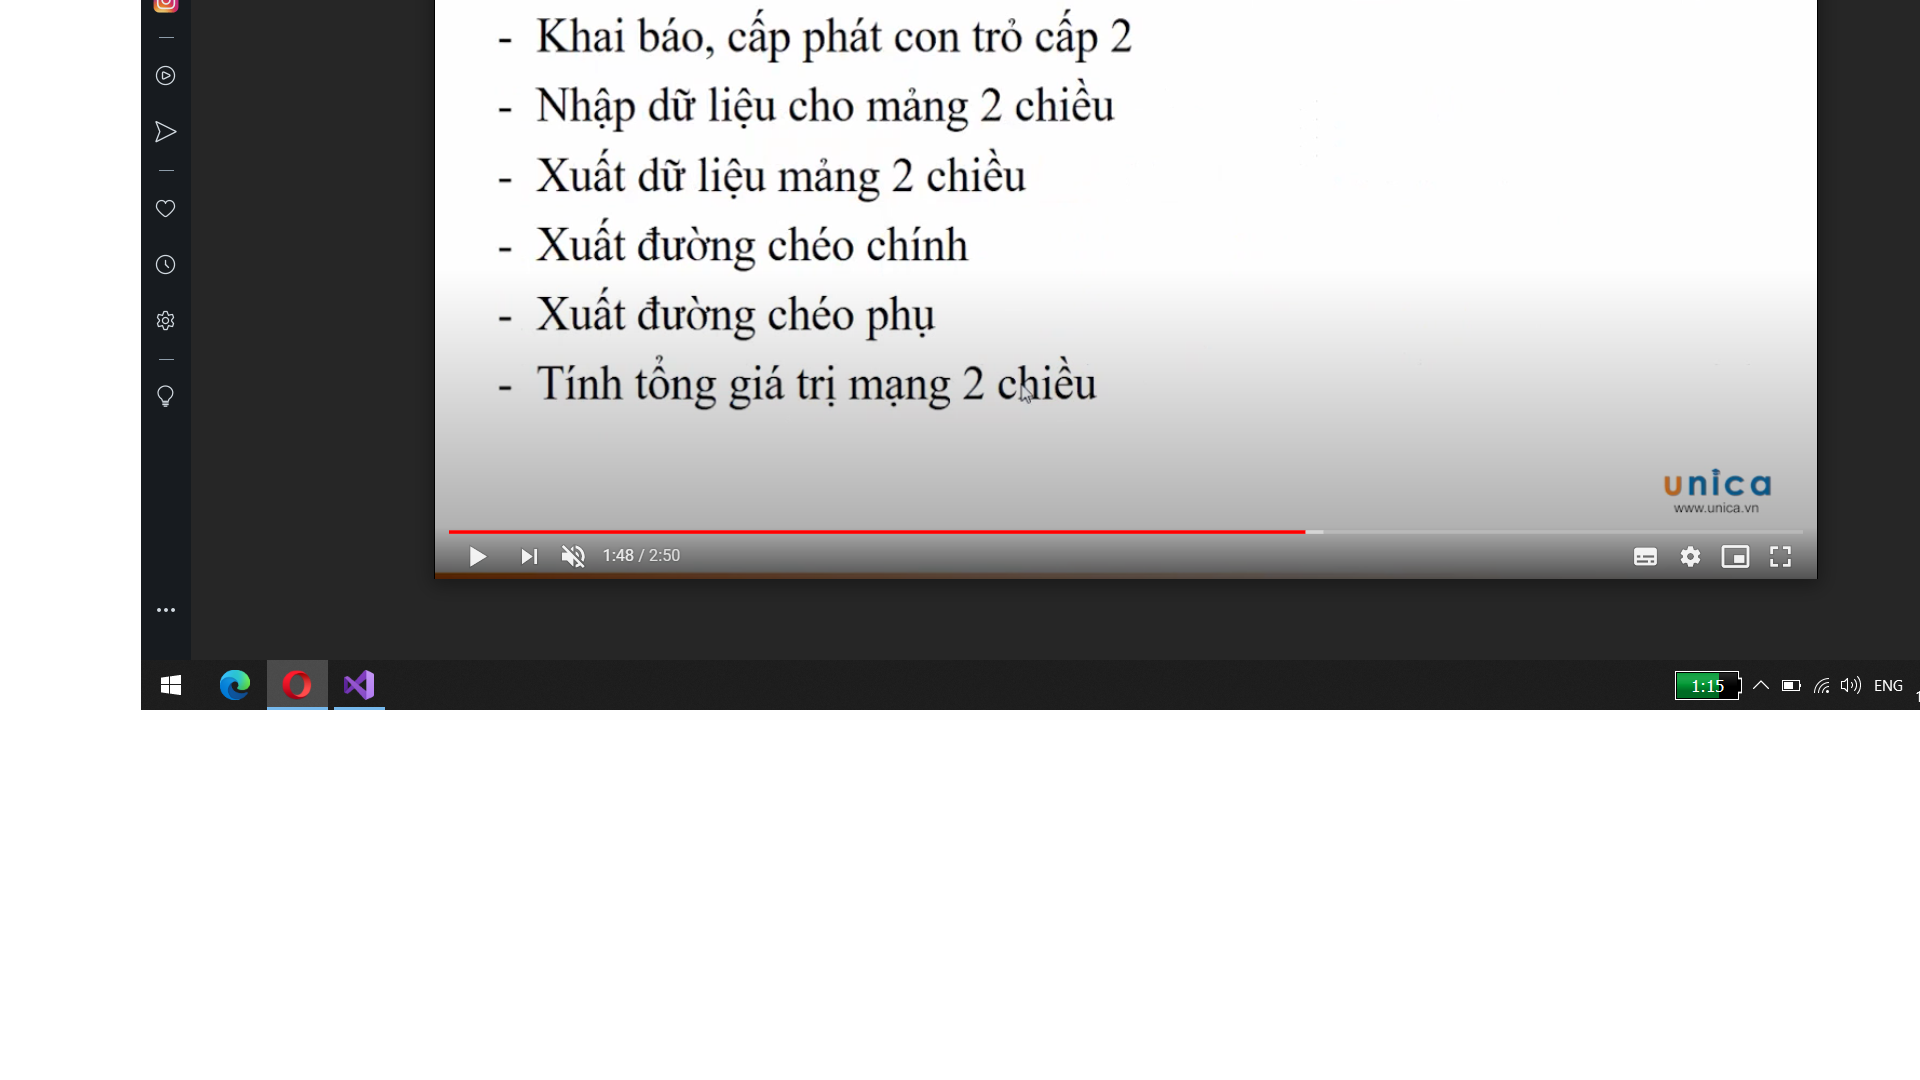 - Khai báo, cấp phát con trỏ cấp 2
- Nhập dữ liệu cho mảng 2 chiều
- Xuất dữ liệu mảng 2 chiều
- Xuất đường chéo chính
- Xuất đường chéo phụ
- Tính tổng giá trị mạng 2 chiều
unica
www.unica.vn
1:48 / 2:50
1:15
ENG